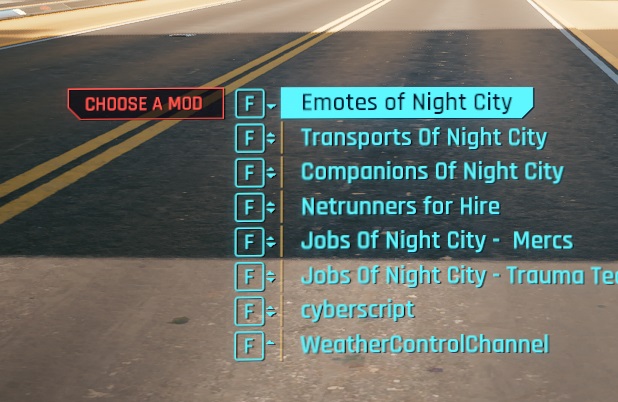 CHOOSE A MOD F Emotes of Night City
F Transports Of Night City
F Companions Of Night City
F Netrunners for Hire
F Jobs Of Night City - Mercs
F Jobs Of Night City - Trauma
F cyberscript
F WeatherControlChannel